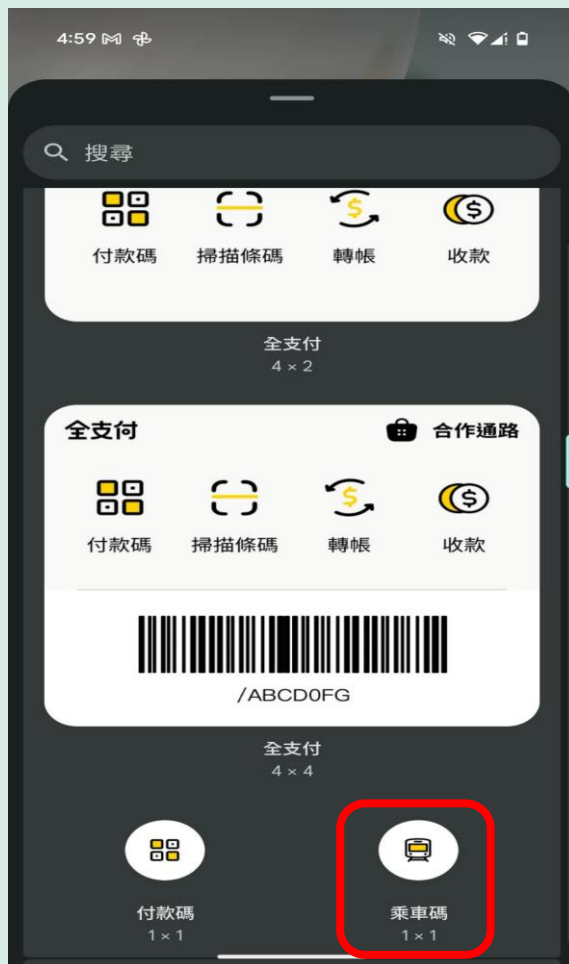 4:59
搜尋
付款碼 掃描條碼 轉帳 收款
全支付
4 × 2
全支付 合作通路
付款碼 掃描條碼 轉帳 收款
/ABCD0FG
全支付
4 × 4
付款碼 乘車碼
1 × 1 1 × 1